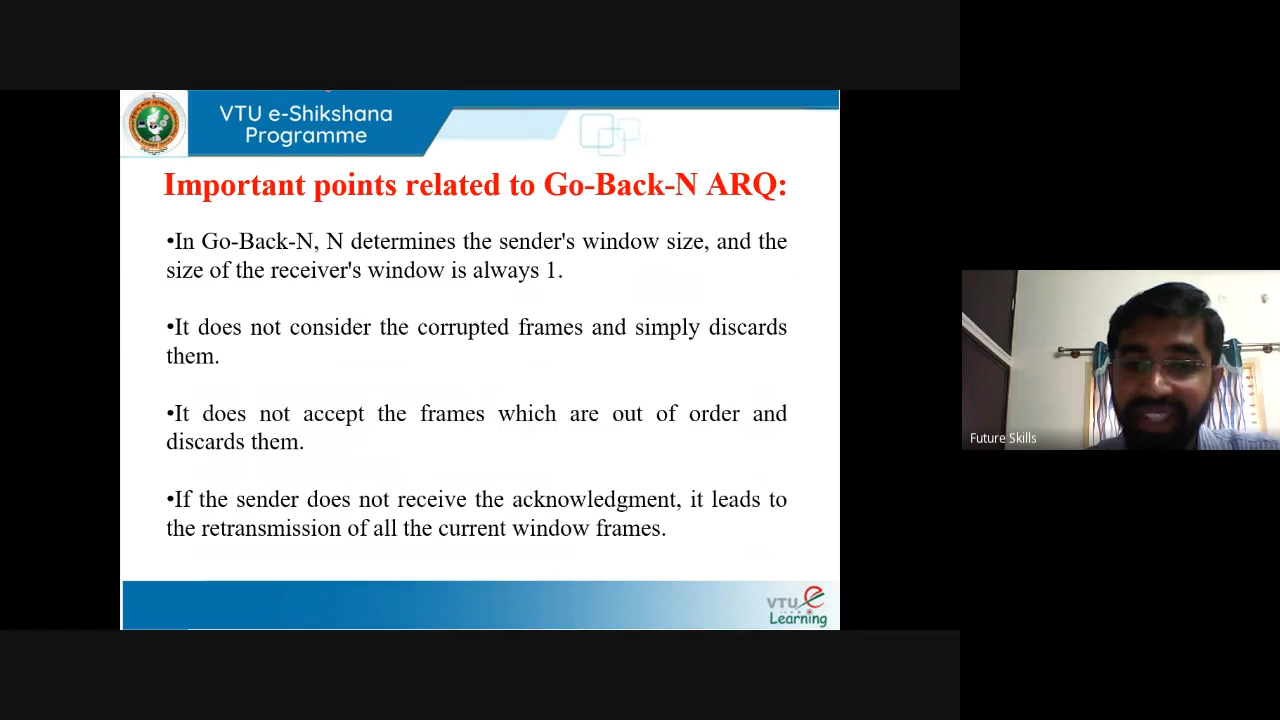 VTU e-Shikshana
Programme
Important points related to Go-Back-N ARQ:
•In Go-Back-N, N determines the sender's window size, and the
size of the receiver's window is always 1.
•It does not consider the corrupted frames and simply discards
them.
•It does not accept the frames which are out of order and
discards them.
•If the sender does not receive the acknowledgment, it leads to
the retransmission of all the current window frames.
Future Skills
VTU e
Learning